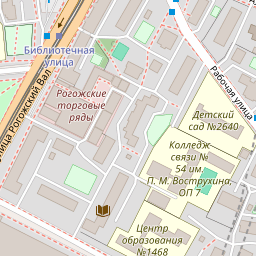 Библиотечная
улица
Рабочая улица
Рогожские
торговые
ряды
улица Рогожский Вал
Детский
сад №2640
Колледж
связи №
54 им.
П. М. Вострухина,
ОП 7
Центр
образования
№1468